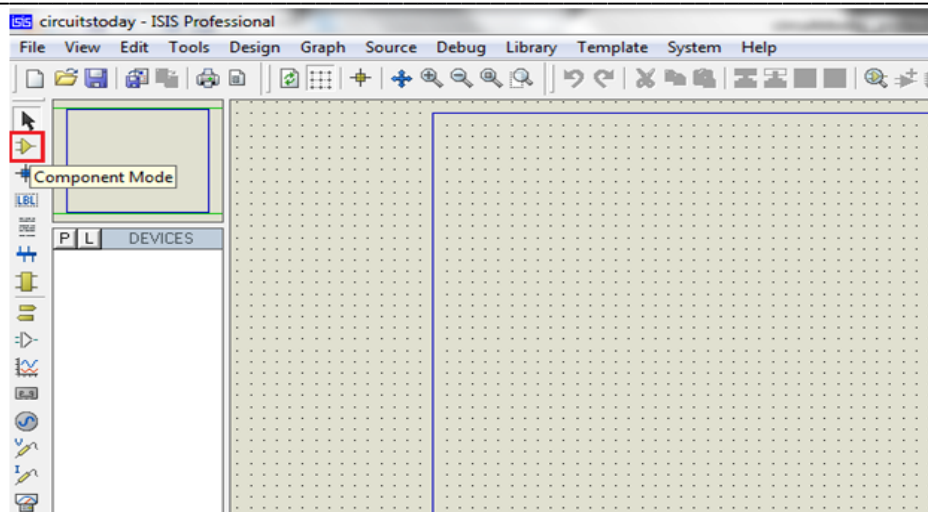 ISIS circuitstoday - ISIS Professional
File View Edit Tools Design Graph Source Debug Library Template System Help
Component Mode
LBL
P L DEVICES
V
I